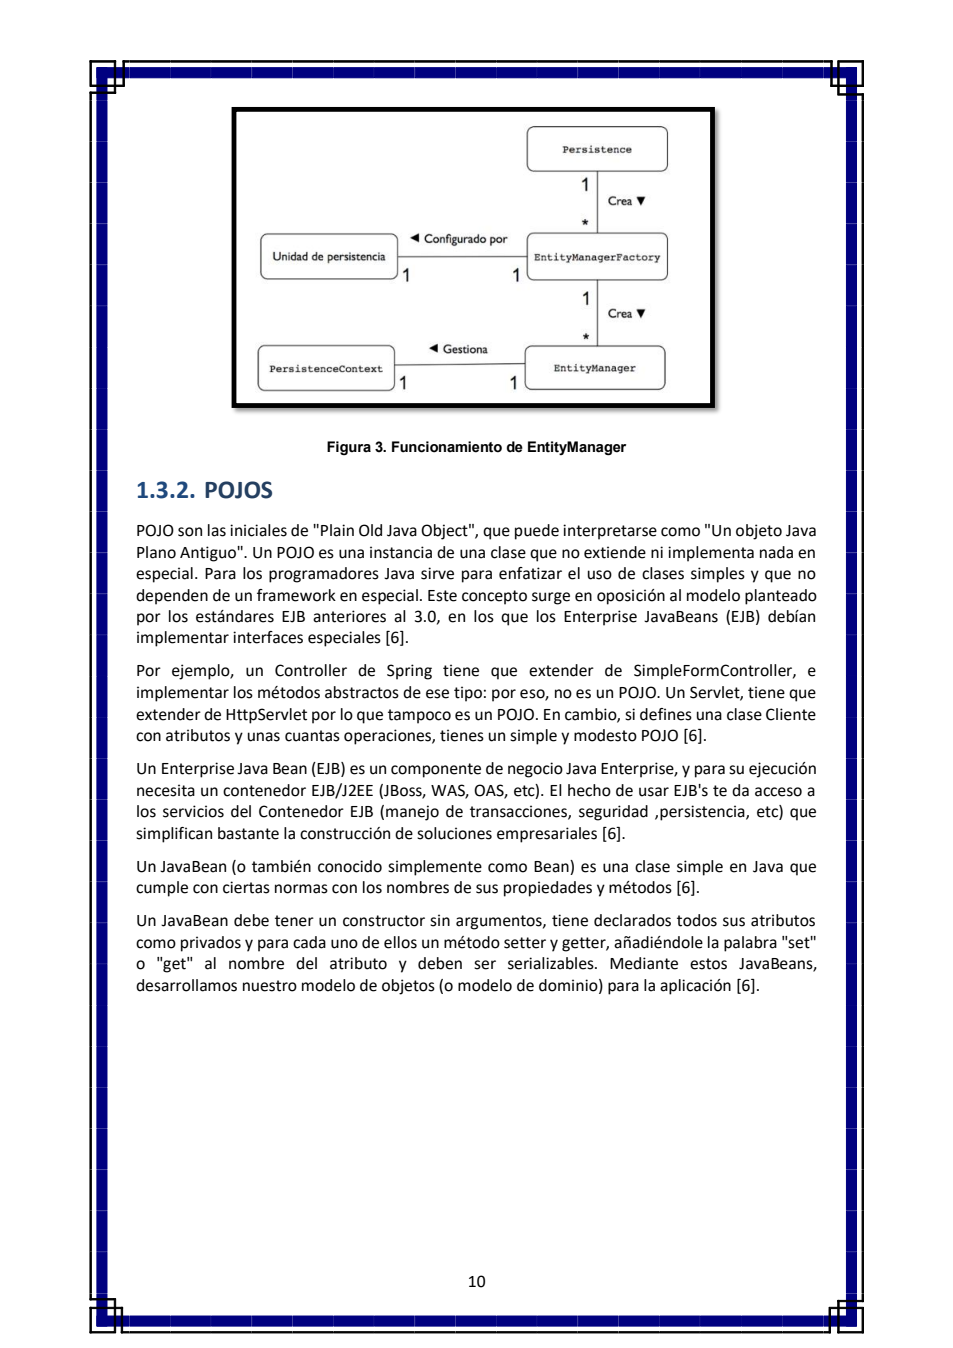 Persistence
1
Crea ▼
*
◄ Configurado por
Unidad de persistencia
EntityManagerFactory
1
1
1
Crea ▼
*
◄ Gestiona
PersistenceContext
EntityManager
1
1
Figura 3. Funcionamiento de EntityManager
1.3.2. POJOS
POJO son las iniciales de "Plain Old Java Object", que puede interpretarse como "Un objeto Java
Plano Antiguo". Un POJO es una instancia de una clase que no extiende ni implementa nada en
especial. Para los programadores Java sirve para enfatizar el uso de clases simples y que no
dependen de un framework en especial. Este concepto surge en oposición al modelo planteado
por los estándares EJB anteriores al 3.0, en los que los Enterprise JavaBeans (EJB) debían
implementar interfaces especiales [6].
Por ejemplo, un Controller de Spring tiene que extender de SimpleFormController, e
implementar los métodos abstractos de ese tipo: por eso, no es un POJO. Un Servlet, tiene que
extender de HttpServlet por lo que tampoco es un POJO. En cambio, si defines una clase Cliente
con atributos y unas cuantas operaciones, tienes un simple y modesto POJO [6].
Un Enterprise Java Bean (EJB) es un componente de negocio Java Enterprise, y para su ejecución
necesita un contenedor EJB/J2EE (JBoss, WAS, OAS, etc). El hecho de usar EJB's te da acceso a
los servicios del Contenedor EJB (manejo de transacciones, seguridad ,persistencia, etc) que
simplifican bastante la construcción de soluciones empresariales [6].
Un JavaBean (o también conocido simplemente como Bean) es una clase simple en Java que
cumple con ciertas normas con los nombres de sus propiedades y métodos [6].
Un JavaBean debe tener un constructor sin argumentos, tiene declarados todos sus atributos
como privados y para cada uno de ellos un método setter y getter, añadiéndole la palabra "set"
o "get" al nombre del atributo y deben ser serializables. Mediante estos JavaBeans,
desarrollamos nuestro modelo de objetos (o modelo de dominio) para la aplicación [6].
10